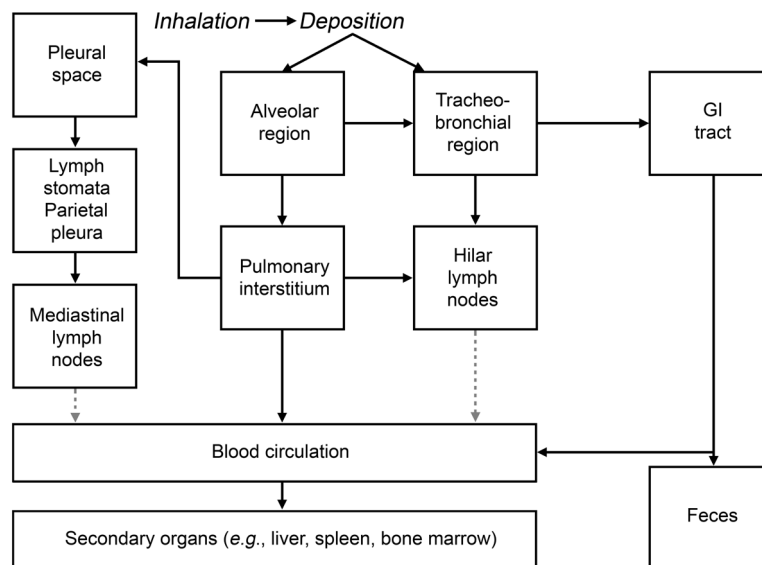 Inhalation Deposition
Pleural
space
Alveolar
region
Tracheo-
bronchial
region
GI
tract
Lymph
stomata
Parietal
pleura
Pulmonary
interstitium
Hilar
lymph
nodes
Mediastinal
lymph
nodes
Blood circulation
Feces
Secondary organs (e.g., liver, spleen, bone marrow)